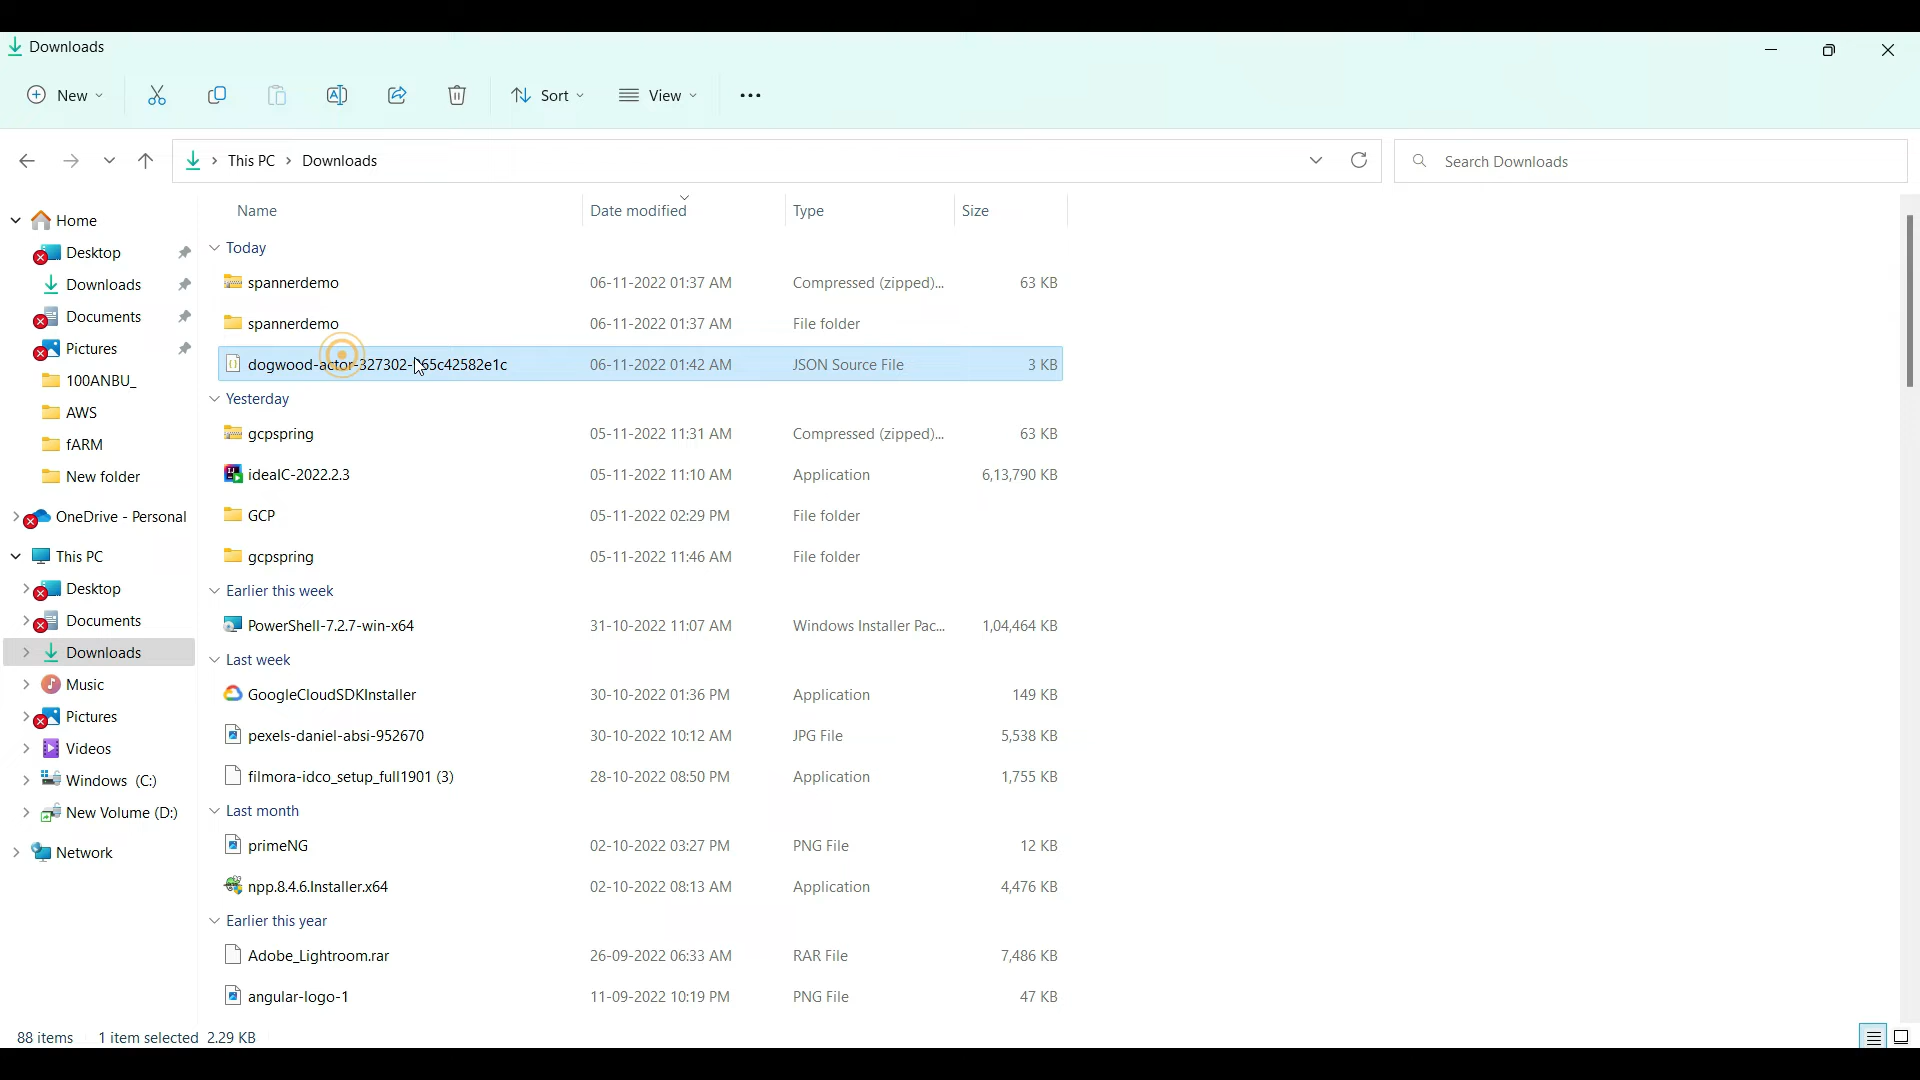 Downloads
New
Sort
View
This PC > Downloads
Search Downloads
Name Date modified Type Size
Home
Desktop
Downloads
Documents
Pictures
100ANBU_
AWS
fARM
New folder
OneDrive - Personal
This PC
Desktop
Documents
Downloads
Music
Pictures
Videos
Windows (C:)
New Volume (D:)
Network
Today
spannerdemo 06-11-2022 01:37 AM Compressed (zipped)... 63 KB
spannerdemo 06-11-2022 01:37 AM File folder
06-11-2022 01:42 AM JSON Source File 3 KB
Yesterday
gcpspring 05-11-2022 11:31 AM Compressed (zipped)... 63 KB
ideaIC-2022.2.3 05-11-2022 11:10 AM Application 6,13,790 KB
GCP 05-11-2022 02:29 PM File folder
gcpspring 05-11-2022 11:46 AM File folder
Earlier this week
PowerShell-7.2.7-win-x64 31-10-2022 11:07 AM Windows Installer Pac... 1,04,464 KB
Last week
GoogleCloudSDKInstaller 30-10-2022 01:36 PM Application 149 KB
pexels-daniel-absi-952670 30-10-2022 10:12 AM JPG File 5,538 KB
filmora-idco_setup_full1901 (3) 28-10-2022 08:50 PM Application 1,755 KB
Last month
primeNG 02-10-2022 03:27 PM PNG File 12 KB
npp.8.4.6.Installer.x64 02-10-2022 08:13 AM Application 4,476 KB
Earlier this year
Adobe_Lightroom.rar 26-09-2022 06:33 AM RAR File 7,486 KB
angular-logo-1 11-09-2022 10:19 PM PNG File 47 KB
88 items 1 item selected 2.29 KB